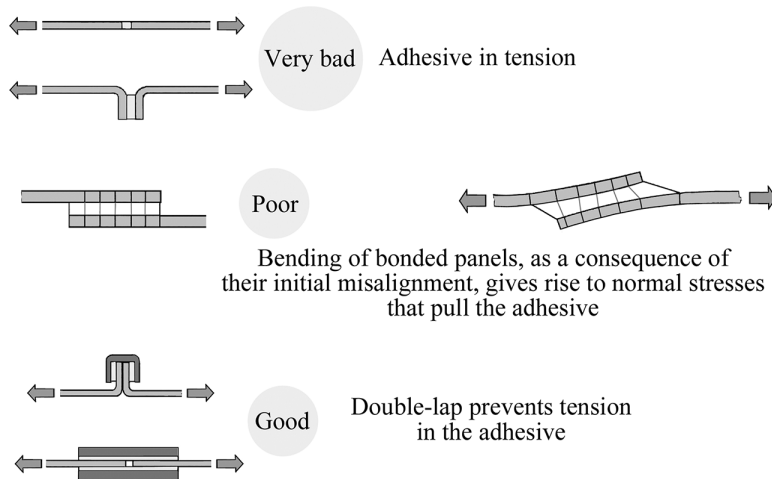 Very bad
Adhesive in tension
Poor
Bending of bonded panels, as a consequence of
their initial misalignment, gives rise to normal stresses
that pull the adhesive
Good
Double-lap prevents tension
in the adhesive